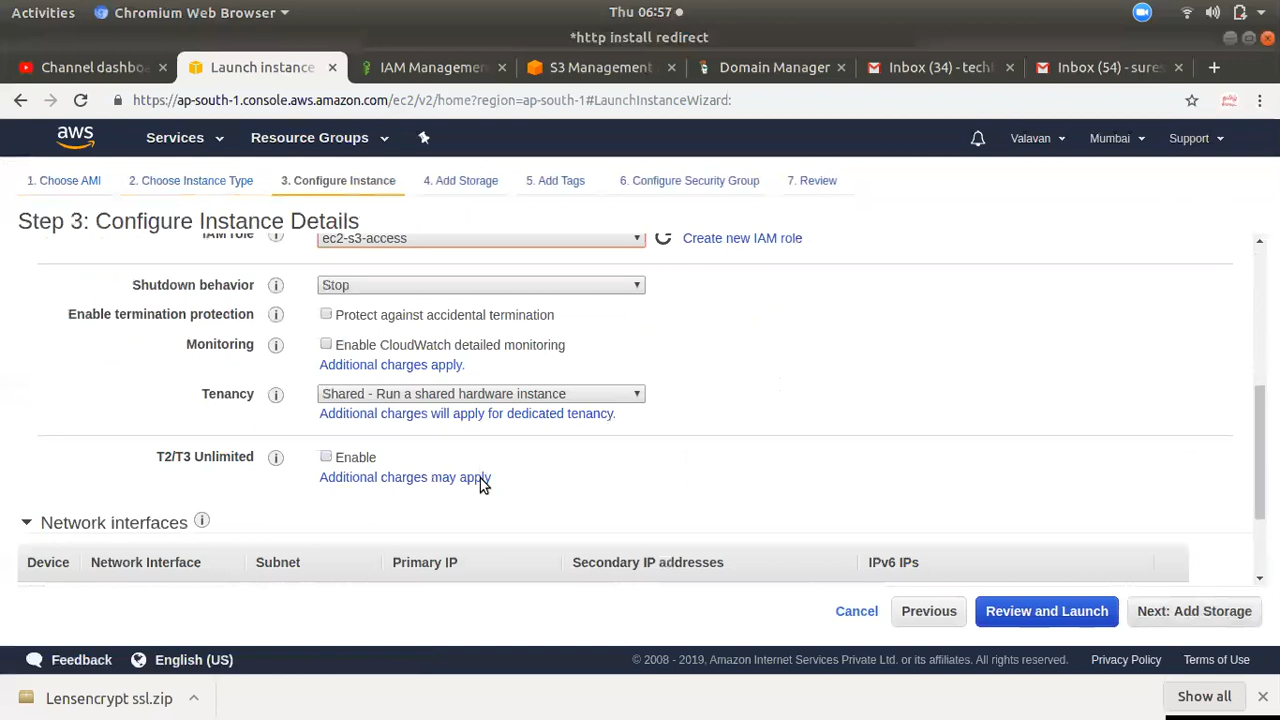 Activities Chromium Web Browser Thu 06:57
*http install redirect
Channel dashbo Launch instance IAM Manageme S3 Management Domain Manager Inbox (34) - tech Inbox (54) - sures
https://ap-south-1.console.aws.amazon.com/ec2/v2/home?region=ap-south-1#LaunchInstanceWizard:
aws Services Resource Groups Valavan Mumbai Support
1. Choose AMI 2. Choose Instance Type 3. Configure Instance 4. Add Storage 5. Add Tags 6. Configure Security Group 7. Review
Step 3: Configure Instance Details
IAM role ec2-s3-access Create new IAM role
Shutdown behavior Stop
Enable termination protection Protect against accidental termination
Monitoring Enable CloudWatch detailed monitoring
Additional charges apply.
Tenancy Shared - Run a shared hardware instance
Additional charges will apply for dedicated tenancy.
T2/T3 Unlimited Enable
Additional charges may apply
Network interfaces
Device Network Interface Subnet Primary IP Secondary IP addresses IPv6 IPs
Cancel Previous Review and Launch Next: Add Storage
Feedback English (US) © 2008 - 2019, Amazon Internet Services Private Ltd. or its affiliates. All rights reserved. Privacy Policy Terms of Use
Lensencrypt ssl.zip Show all